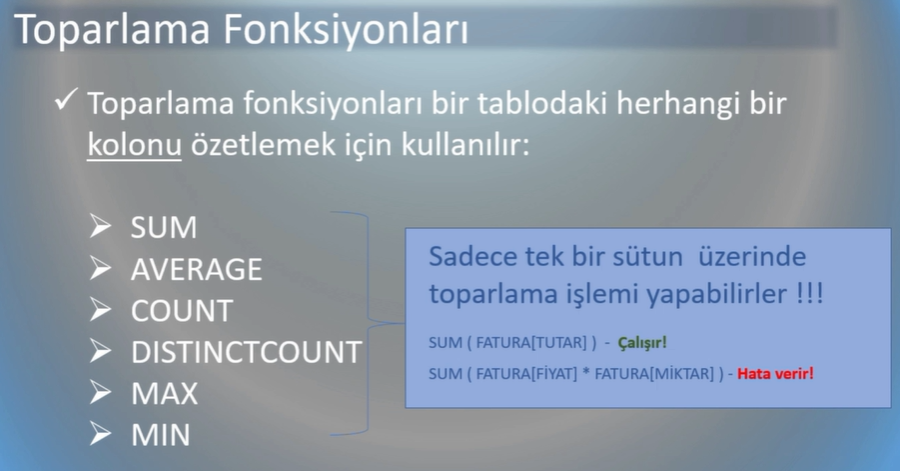 Toparlama Fonksiyonları
✓ Toparlama fonksiyonları bir tablodaki herhangi bir
kolonu özetlemek için kullanılır:
➢ SUM
➢ AVERAGE
➢ COUNT
➢ DISTINCTCOUNT
➢ MAX
➢ MIN
Sadece tek bir sütun üzerinde
toparlama işlemi yapabilirler !!!
SUM ( FATURA[TUTAR] ) - Çalışır!
SUM ( FATURA[FİYAT] * FATURA[MİKTAR] ) - Hata verir!